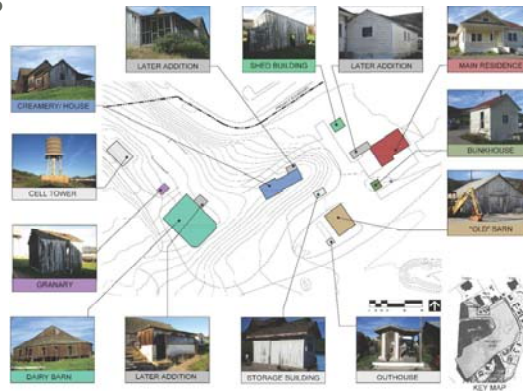 LATER ADDITION
SHED BUILDING
LATER ADDITION
MAIN RESIDENCE
CREAMERY/ HOUSE
BUNKHOUSE
CELL TOWER
"OLD" BARN
GRANARY
DAIRY BARN
LATER ADDITION
STORAGE BUILDING
OUTHOUSE
KEY MAP